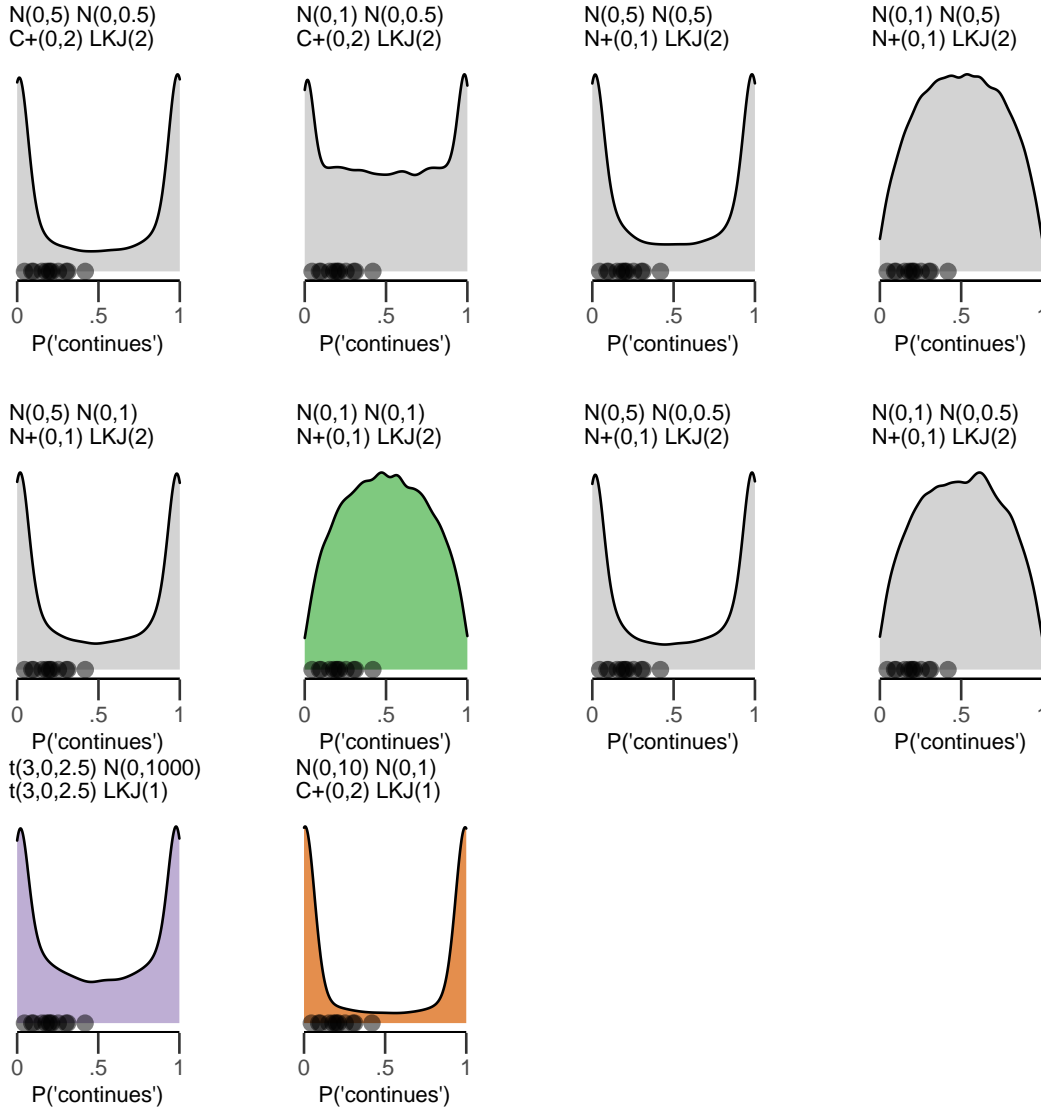 N(0,5) N(0,0.5)
C+(0,2) LKJ(2)
N(0,1) N(0,0.5)
C+(0,2) LKJ(2)
N(0,5) N(0,5)
N+(0,1) LKJ(2)
N(0,1) N(0,5)
N+(0,1) LKJ(2)
0 .5 1
P('continues')
0 .5 1
P('continues')
0 .5 1
P('continues')
0 .5 1
P('continues')
N(0,5) N(0,1)
N+(0,1) LKJ(2)
N(0,1) N(0,1)
N+(0,1) LKJ(2)
N(0,5) N(0,0.5)
N+(0,1) LKJ(2)
N(0,1) N(0,0.5)
N+(0,1) LKJ(2)
0 .5 1
P('continues')
0 .5 1
P('continues')
0 .5 1
P('continues')
0 .5 1
P('continues')
t(3,0,2.5) N(0,1000)
t(3,0,2.5) LKJ(1)
N(0,10) N(0,1)
C+(0,2) LKJ(1)
0 .5 1
P('continues')
0 .5 1
P('continues')